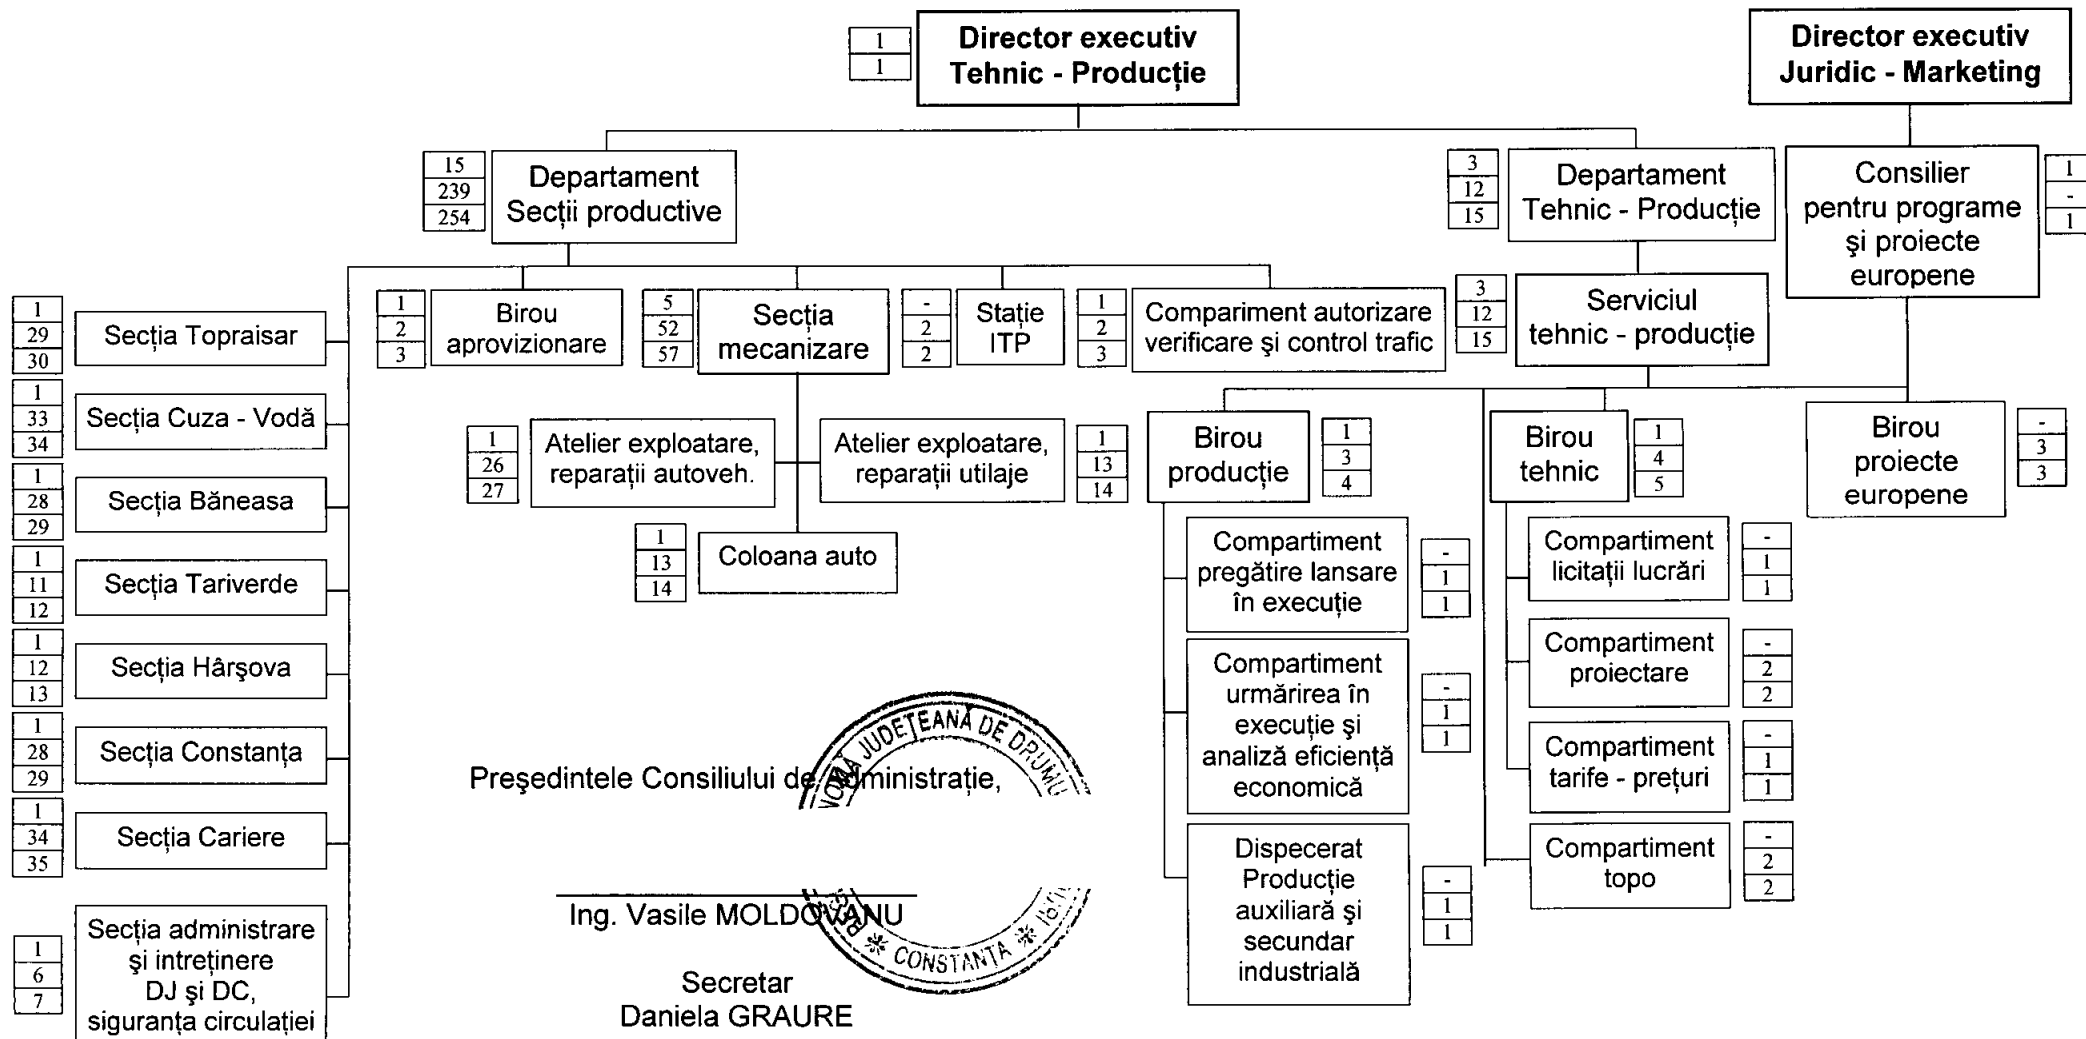 1
1
Director executiv
Tehnic - Producție
Director executiv
Juridic - Marketing
15
239
254
Departament
Secții productive
3
12
15
Departament
Tehnic - Producție
Consilier
pentru programe
și proiecte
europene
1
-
1
1
29
30
Secția Topraisar
1
2
3
Birou
aprovizionare
5
52
57
Secția
mecanizare
-
2
2
Stație
ITP
1
2
3
Compariment autorizare
verificare și control trafic
3
12
15
Serviciul
tehnic - producție
1
33
34
Secția Cuza - Vodă
1
26
27
Atelier exploatare,
reparații autoveh.
Atelier exploatare,
reparații utilaje
1
13
14
Birou
producție
1
3
4
Birou
tehnic
1
4
5
Birou
proiecte
europene
-
3
3
1
28
29
Secția Băneasa
1
13
14
Coloana auto
Compartiment
pregătire lansare
în execuție
-
1
1
Compartiment
licitații lucrări
-
1
1
1
11
12
Secția Tariverde
1
12
13
Secția Hârșova
Compartiment
urmărirea în
execuție și
analiză eficiență
economică
-
1
1
Compartiment
proiectare
-
2
2
1
28
29
Secția Constanța
Compartiment
tarife - prețuri
-
1
1
1
34
35
Secția Cariere
Dispecerat
Producție
auxiliară și
secundar
industrială
-
1
1
Compartiment
topo
-
2
2
1
6
7
Secția administrare
și intreținere
DJ și DC,
siguranța circulației
Președintele Consiliului de administrație,
Ing. Vasile MOLDOVANU
Secretar
Daniela GRAURE
JUDEȚEANĂ DE DRUMU
CONSTANȚA